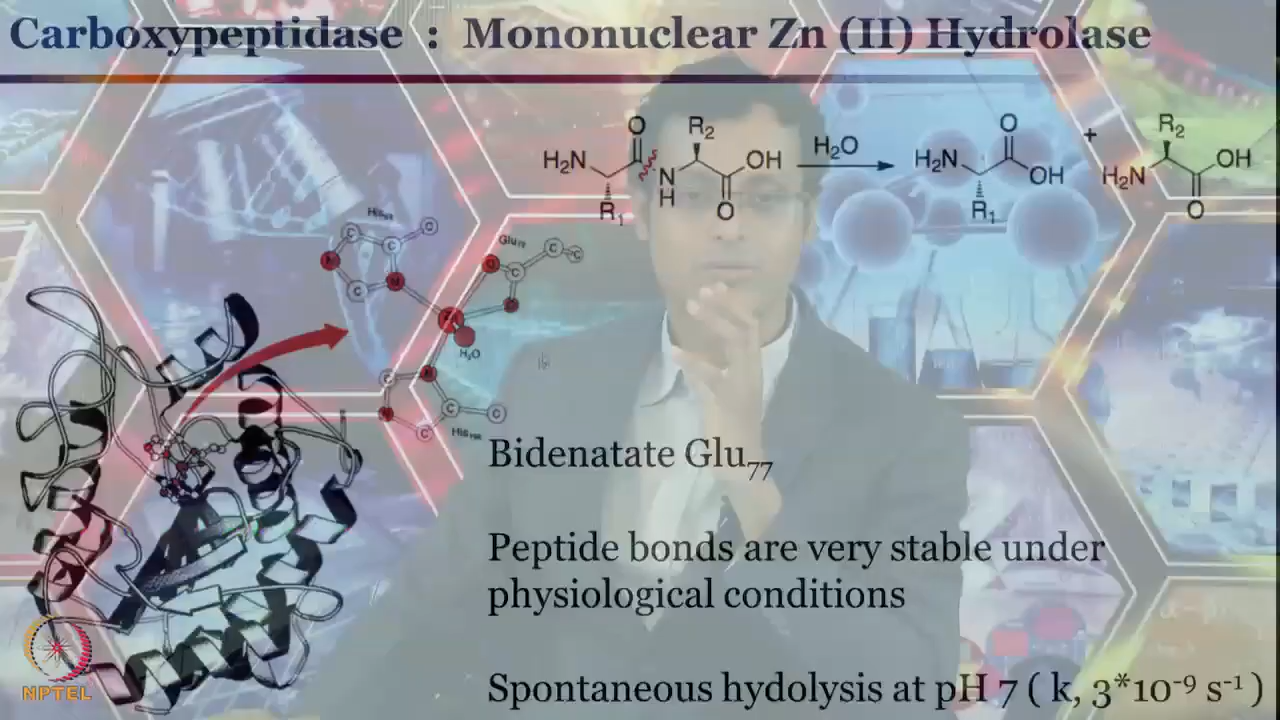 Carboxypeptidase : Mononuclear Zn (II) Hydrolase
O
R2
H2N
N
H
OH
R1
O
H2O
O
H2N
OH
R1
+
R2
H2N
OH
O
H2O
Bidenatate Glu77
Peptide bonds are very stable under
physiological conditions
Spontaneous hydolysis at pH 7 ( k, 3*10-9 s-1 )
NPTEL